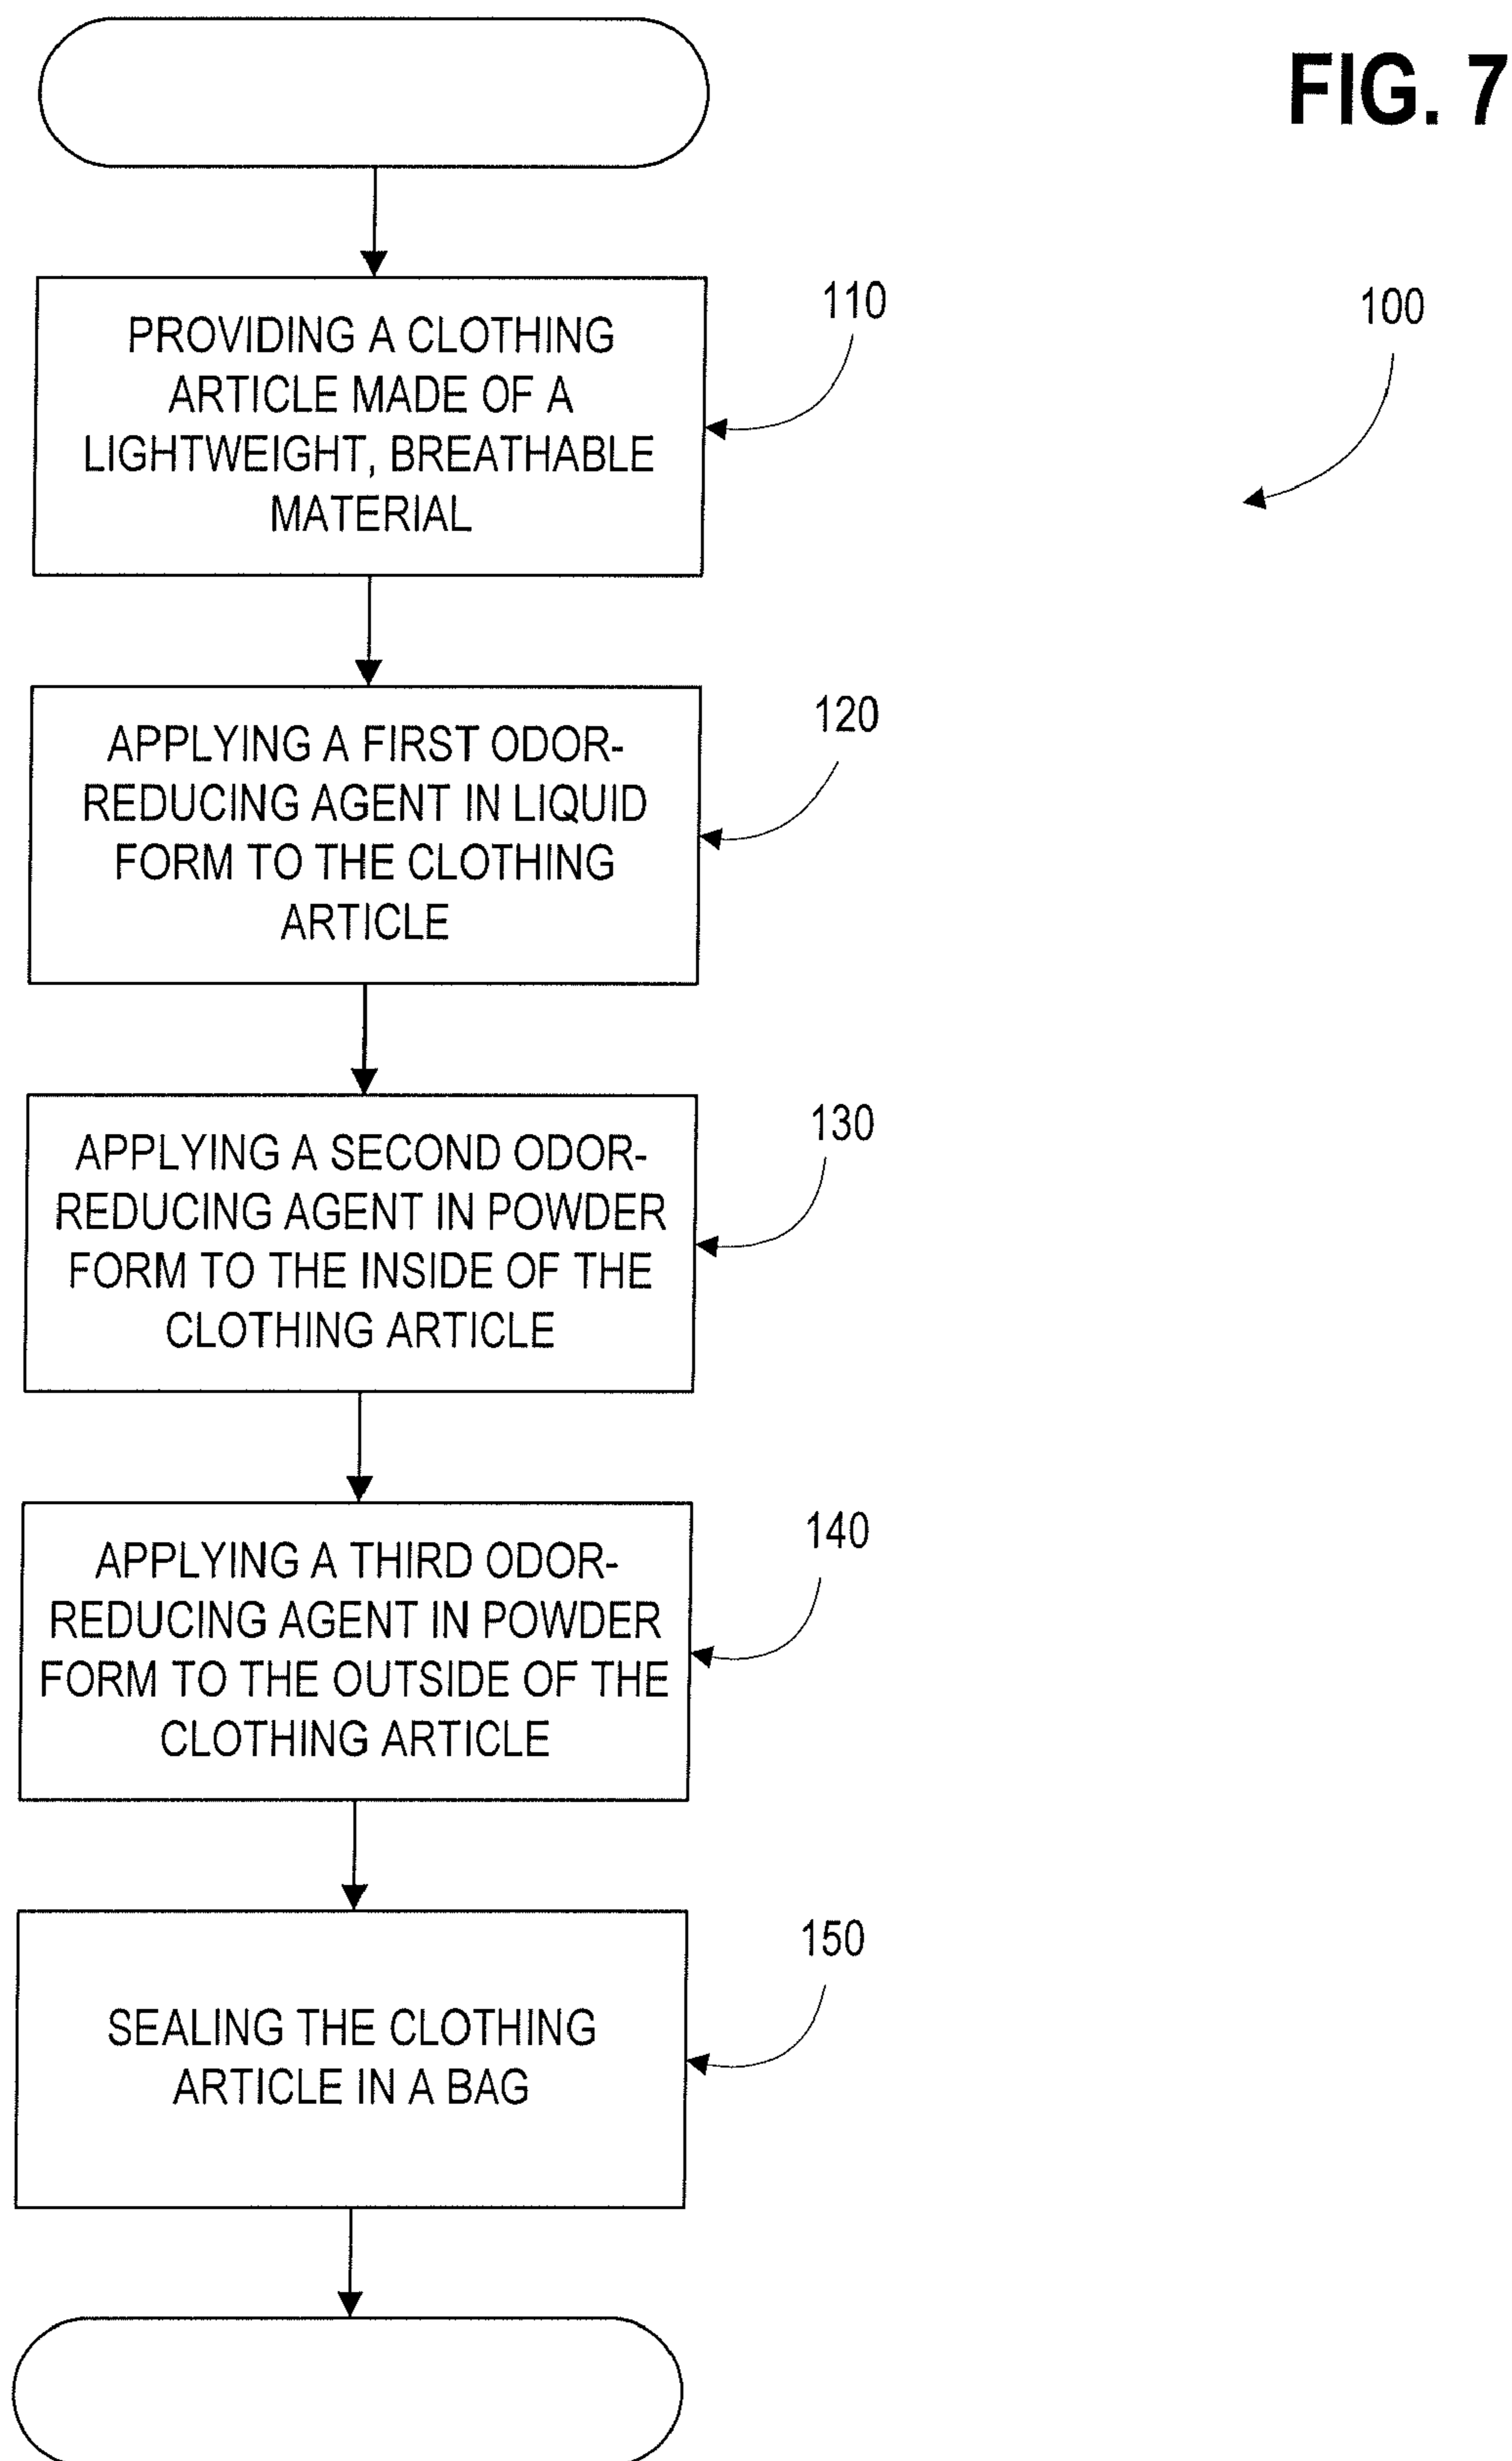 FIG. 7
100
PROVIDING A CLOTHING
ARTICLE MADE OF A
LIGHTWEIGHT, BREATHABLE
MATERIAL
110
APPLYING A FIRST ODOR-
REDUCING AGENT IN LIQUID
FORM TO THE CLOTHING
ARTICLE
120
APPLYING A SECOND ODOR-
REDUCING AGENT IN POWDER
FORM TO THE INSIDE OF THE
CLOTHING ARTICLE
130
APPLYING A THIRD ODOR-
REDUCING AGENT IN POWDER
FORM TO THE OUTSIDE OF THE
CLOTHING ARTICLE
140
SEALING THE CLOTHING
ARTICLE IN A BAG
150